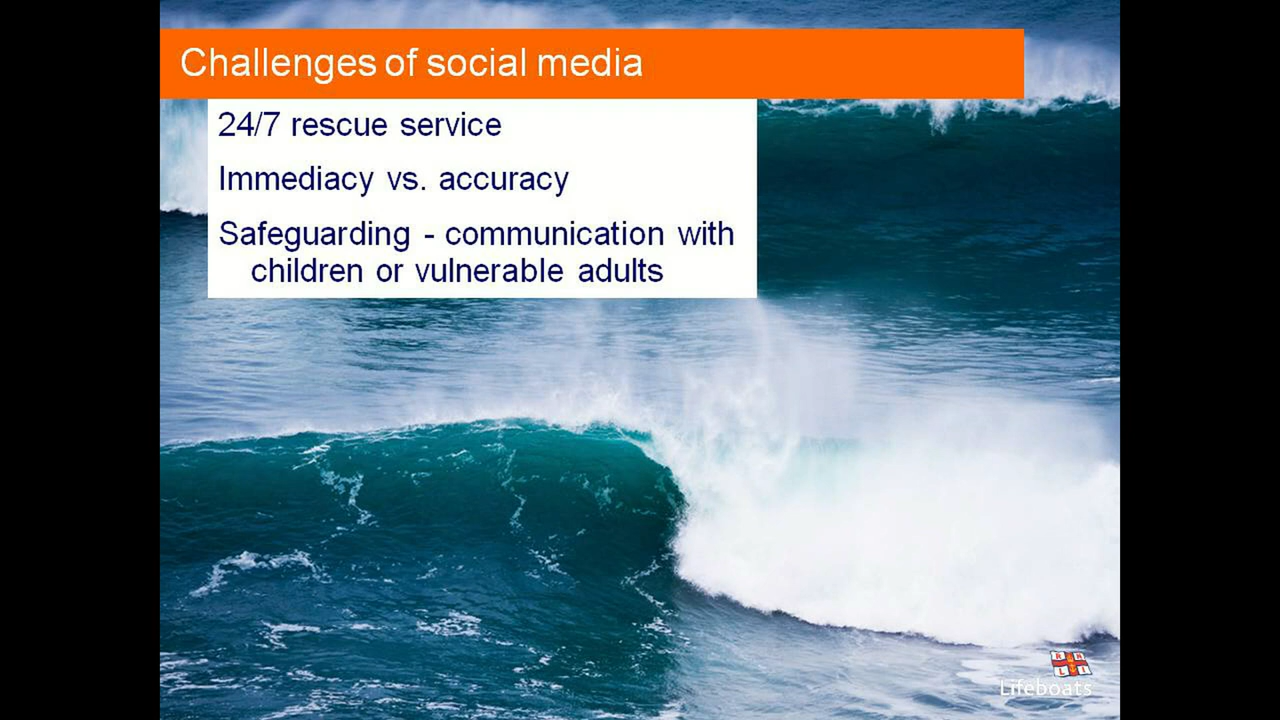 Challenges of social media
24/7 rescue service
Immediacy vs. accuracy
Safeguarding - communication with
children or vulnerable adults
R N
L I
Lifeboats